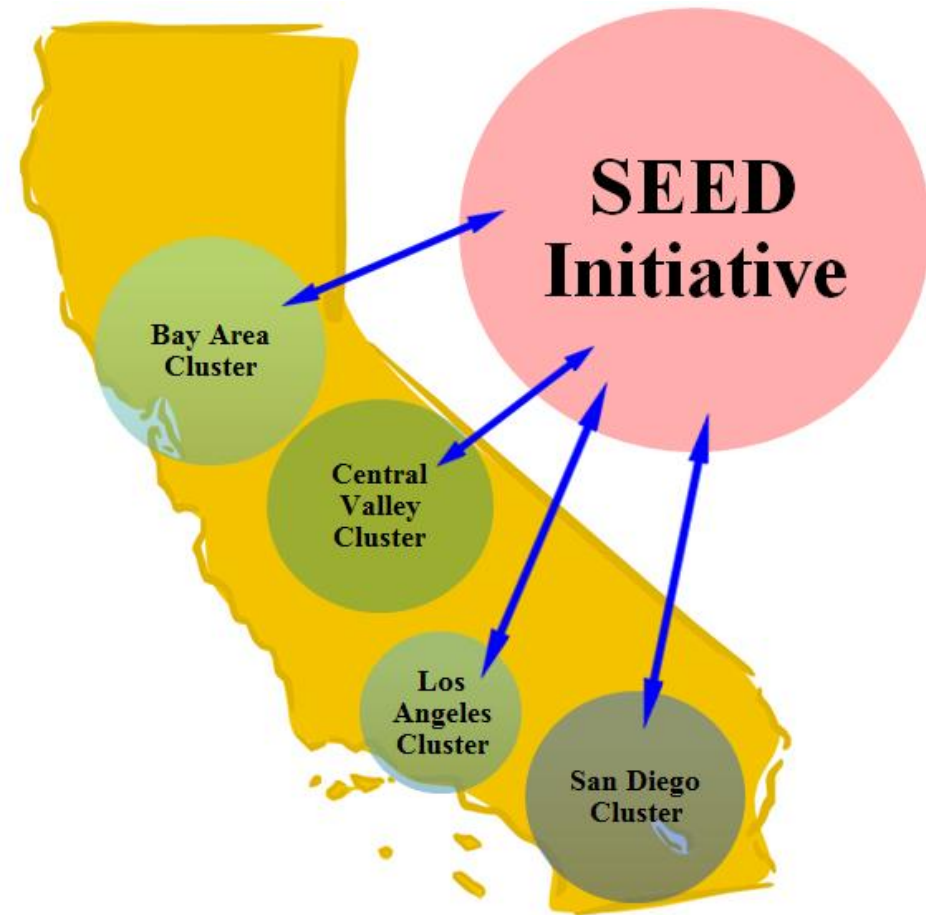 SEED
Initiative
Bay Area
Cluster
Central
Valley
Cluster
Los
Angeles
Cluster
San Diego
Cluster